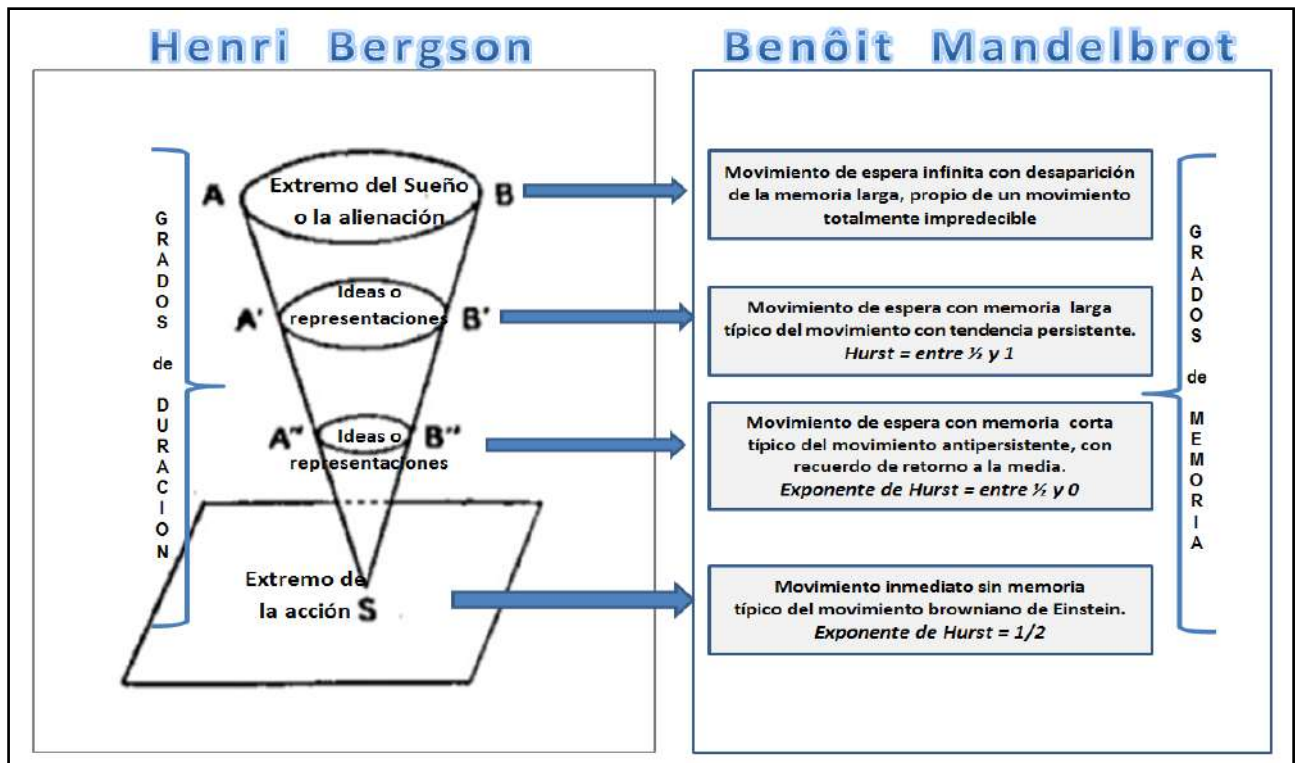 Henri Bergson
GRADOS
de
DURACION
A
Extremo del Sueño
o la alienación
B
A'
Ideas o
representaciones
B'
A"
Ideas o
representaciones
B"
Extremo de
la acción
S
Benôit Mandelbrot
Movimiento de espera infinita con desaparición
de la memoria larga, propio de un movimiento
totalmente impredecible
Movimiento de espera con memoria larga
típico del movimiento con tendencia persistente.
Hurst = entre ½ y 1
Movimiento de espera con memoria corta
típico del movimiento antipersistente, con
recuerdo de retorno a la media.
Exponente de Hurst = entre ½ y 0
Movimiento inmediato sin memoria
típico del movimiento browniano de Einstein.
Exponente de Hurst = 1/2
GRADOS
de
MEMORIA